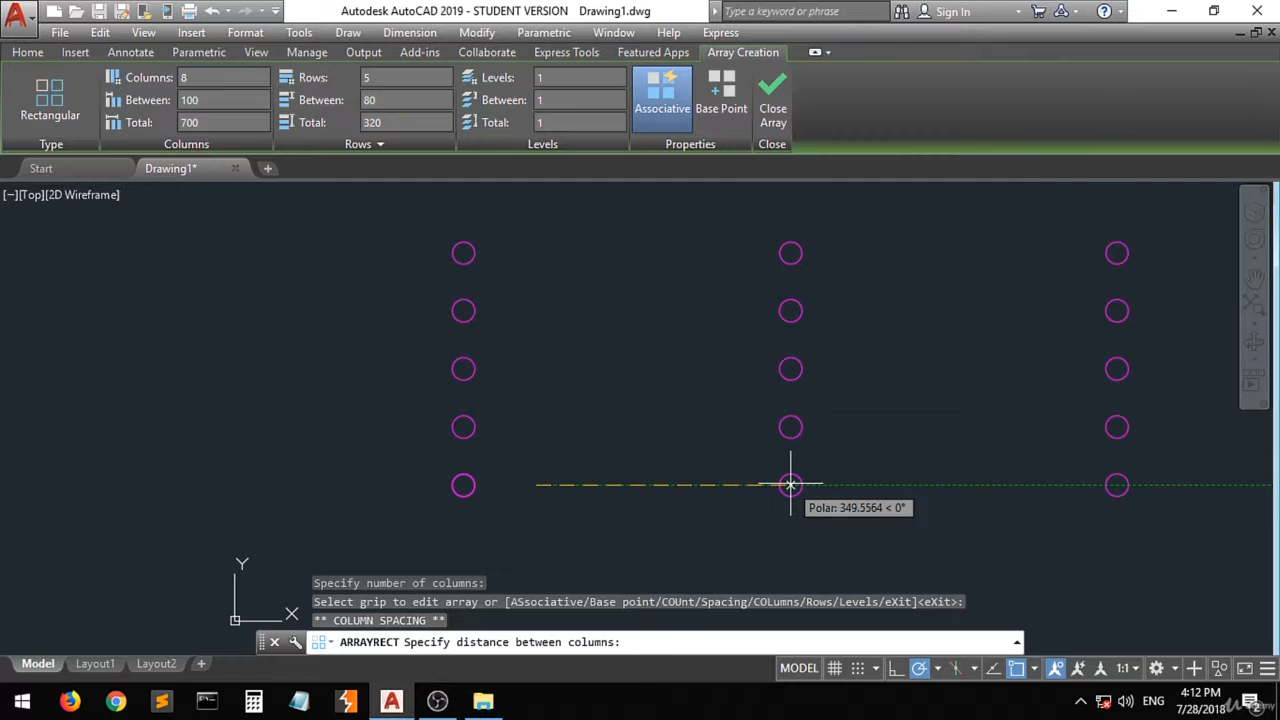 Autodesk AutoCAD 2019 - STUDENT VERSION Drawing1.dwg
Type a keyword or phrase
Sign In
File Edit View Insert Format Tools Draw Dimension Modify Parametric Window Help Express
Home Insert Annotate Parametric View Manage Output Add-ins Collaborate Express Tools Featured Apps Array Creation
Columns: 8 Rows: 5 Levels: 1
Between: 100 Between: 80 Between: 1
Total: 700 Total: 320 Total: 1
Rectangular
Associative
Base Point
Close
Array
Type Columns Rows Levels Properties Close
Start Drawing1*
[−][Top][2D Wireframe]
Polar: 349.5564 < 0°
Y
X
Specify number of columns:
Select grip to edit array or [ASsociative/Base point/COUnt/Spacing/COLumns/Rows/Levels/eXit]<eXit>:
** COLUMN SPACING **
ARRAYRECT Specify distance between columns:
Model Layout1 Layout2 +
MODEL 1:1
ENG
4:12 PM
7/28/2018
2